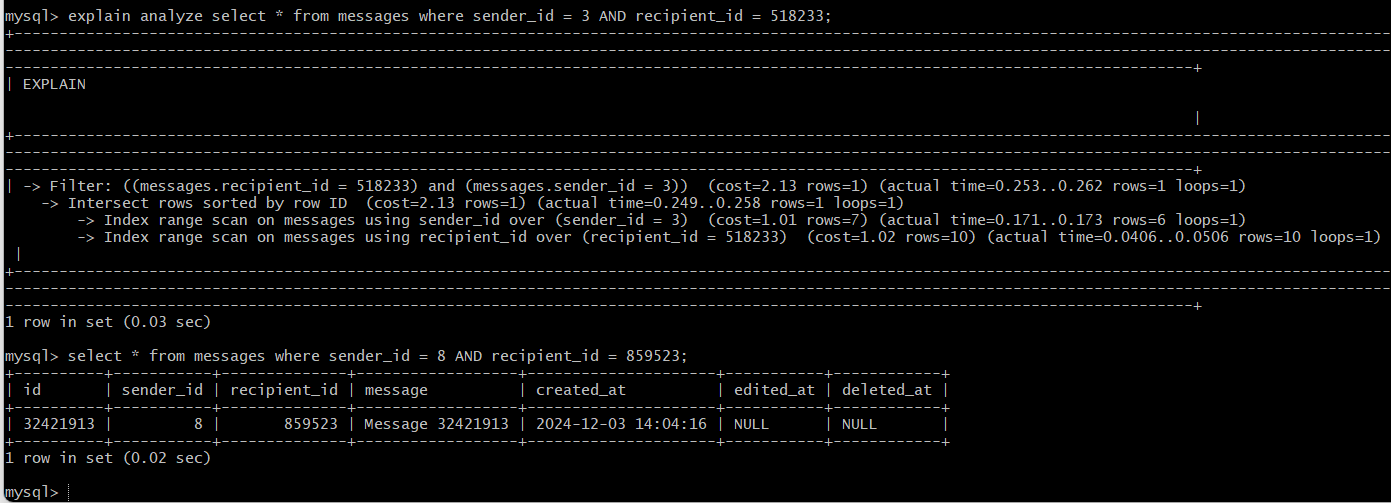 mysql> explain analyze select * from messages where sender_id = 3 AND recipient_id = 518233;
| EXPLAIN
|
| -> Filter: ((messages.recipient_id = 518233) and (messages.sender_id = 3))  (cost=2.13 rows=1) (actual time=0.253..0.262 rows=1 loops=1)
    -> Intersect rows sorted by row ID  (cost=2.13 rows=1) (actual time=0.249..0.258 rows=1 loops=1)
        -> Index range scan on messages using sender_id over (sender_id = 3)  (cost=1.01 rows=7) (actual time=0.171..0.173 rows=6 loops=1)
        -> Index range scan on messages using recipient_id over (recipient_id = 518233)  (cost=1.02 rows=10) (actual time=0.0406..0.0506 rows=10 loops=1)
|
1 row in set (0.03 sec)
mysql> select * from messages where sender_id = 8 AND recipient_id = 859523;
+----------+-----------+--------------+------------------+---------------------+-----------+------------+
| id       | sender_id | recipient_id | message          | created_at          | edited_at | deleted_at |
+----------+-----------+--------------+------------------+---------------------+-----------+------------+
| 32421913 |         8 |       859523 | Message 32421913 | 2024-12-03 14:04:16 | NULL      | NULL       |
+----------+-----------+--------------+------------------+---------------------+-----------+------------+
1 row in set (0.02 sec)
mysql>